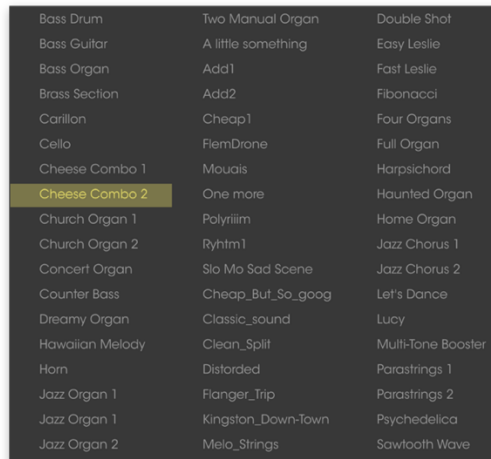 Bass Drum
Bass Guitar
Bass Organ
Brass Section
Carillon
Cello
Cheese Combo 1
Cheese Combo 2
Church Organ 1
Church Organ 2
Concert Organ
Counter Bass
Dreamy Organ
Hawaiian Melody
Horn
Jazz Organ 1
Jazz Organ 1
Jazz Organ 2
Two Manual Organ
A little something
Add1
Add2
Cheap1
FlemDrone
Mouais
One more
Polyriiim
Ryhtm1
Slo Mo Sad Scene
Cheap_But_So_goog
Classic_sound
Clean_Split
Distorted
Flanger_Trip
Kingston_Down-Town
Melo_Strings
Double Shot
Easy Leslie
Fast Leslie
Fibonacci
Four Organs
Full Organ
Harpsichord
Haunted Organ
Home Organ
Jazz Chorus 1
Jazz Chorus 2
Let's Dance
Lucy
Multi-Tone Booster
Parastrings 1
Parastrings 2
Psychedelica
Sawtooth Wave